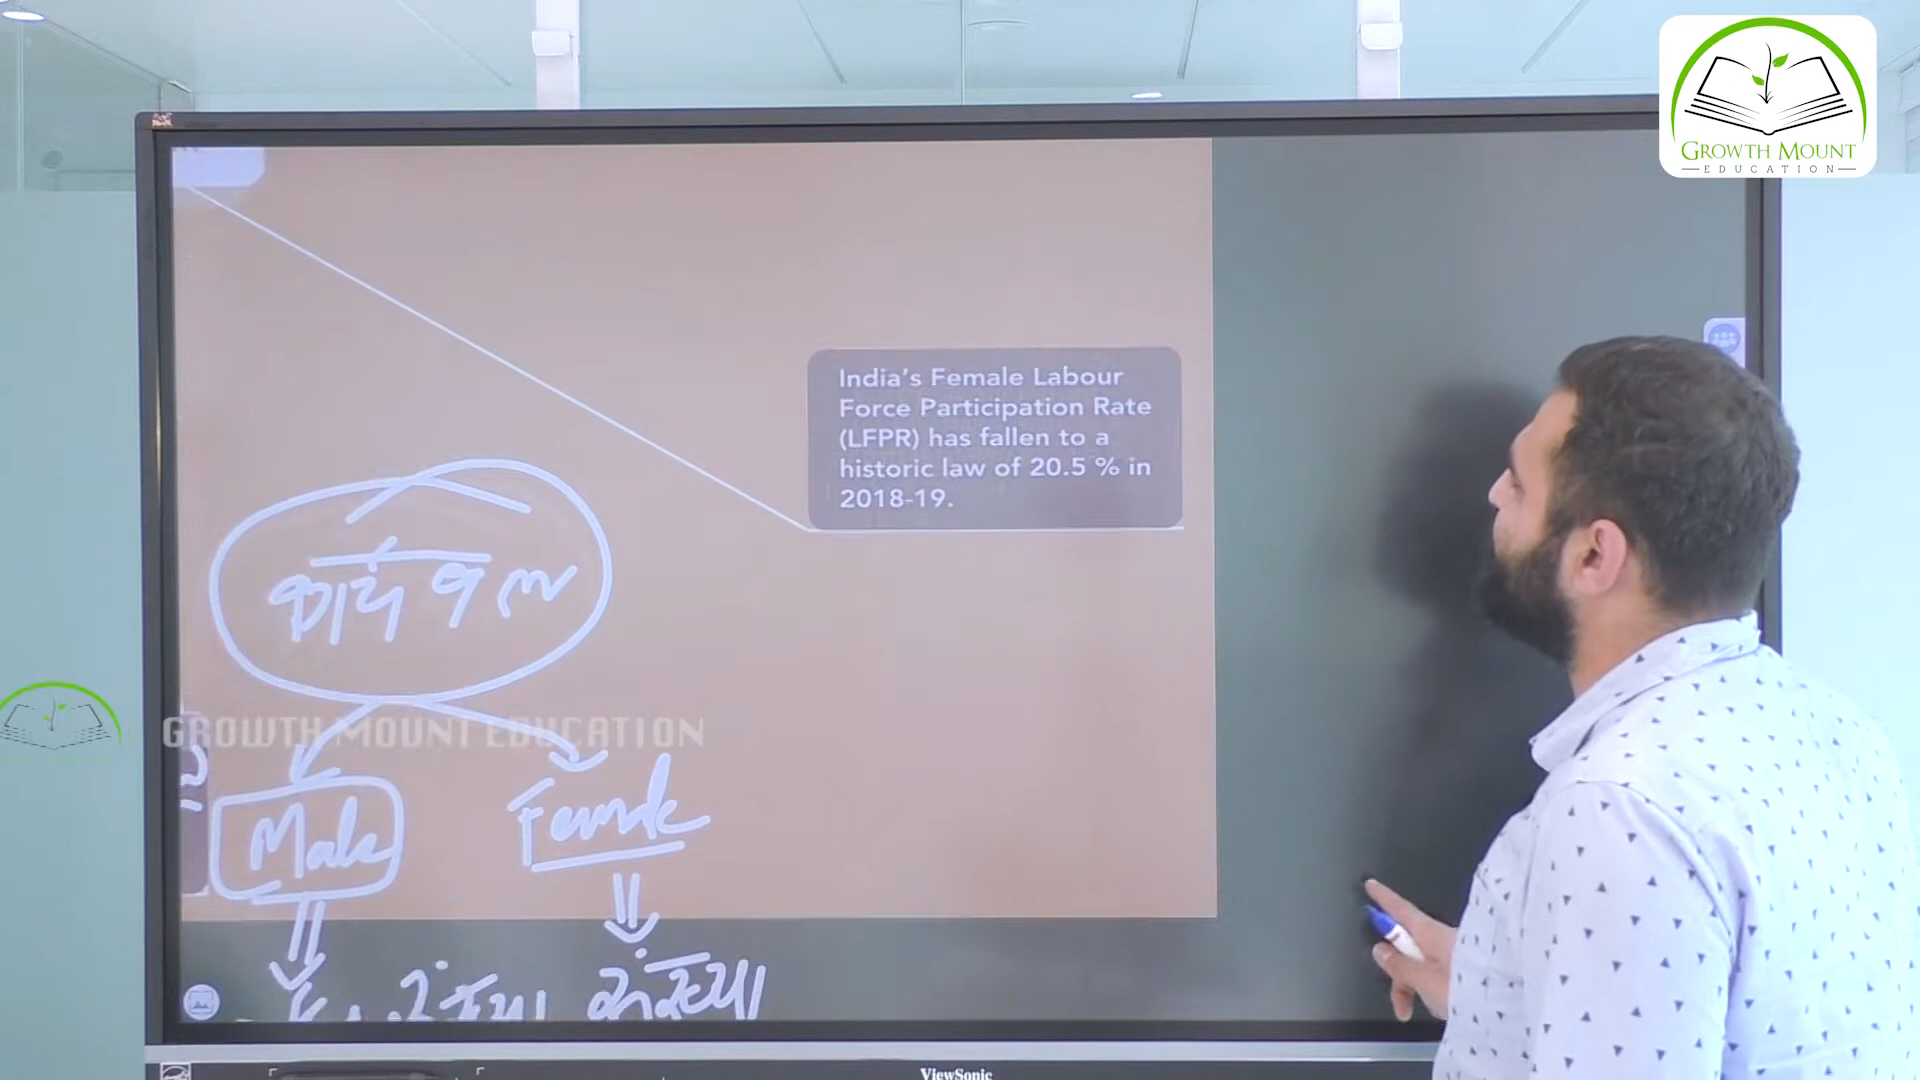 GROWTH MOUNT
EDUCATION
India's Female Labour
Force Participation Rate
(LFPR) has fallen to a
historic law of 20.5 % in
2018-19.
कार्य बल
GROWTH MOUNT EDUCATION
Male
Female
ViewSonic